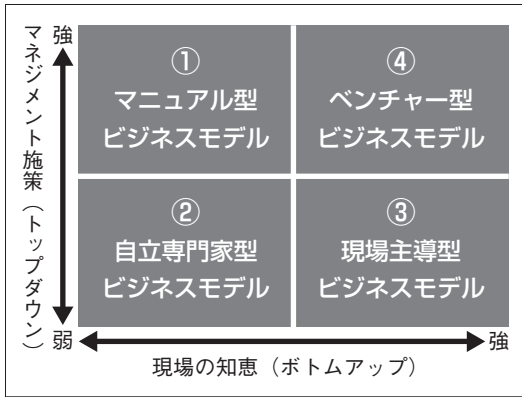 マネジメント施策（トップダウン）
強
弱
①
マニュアル型
ビジネスモデル
④
ベンチャー型
ビジネスモデル
②
自立専門家型
ビジネスモデル
③
現場主導型
ビジネスモデル
強
現場の知恵（ボトムアップ）